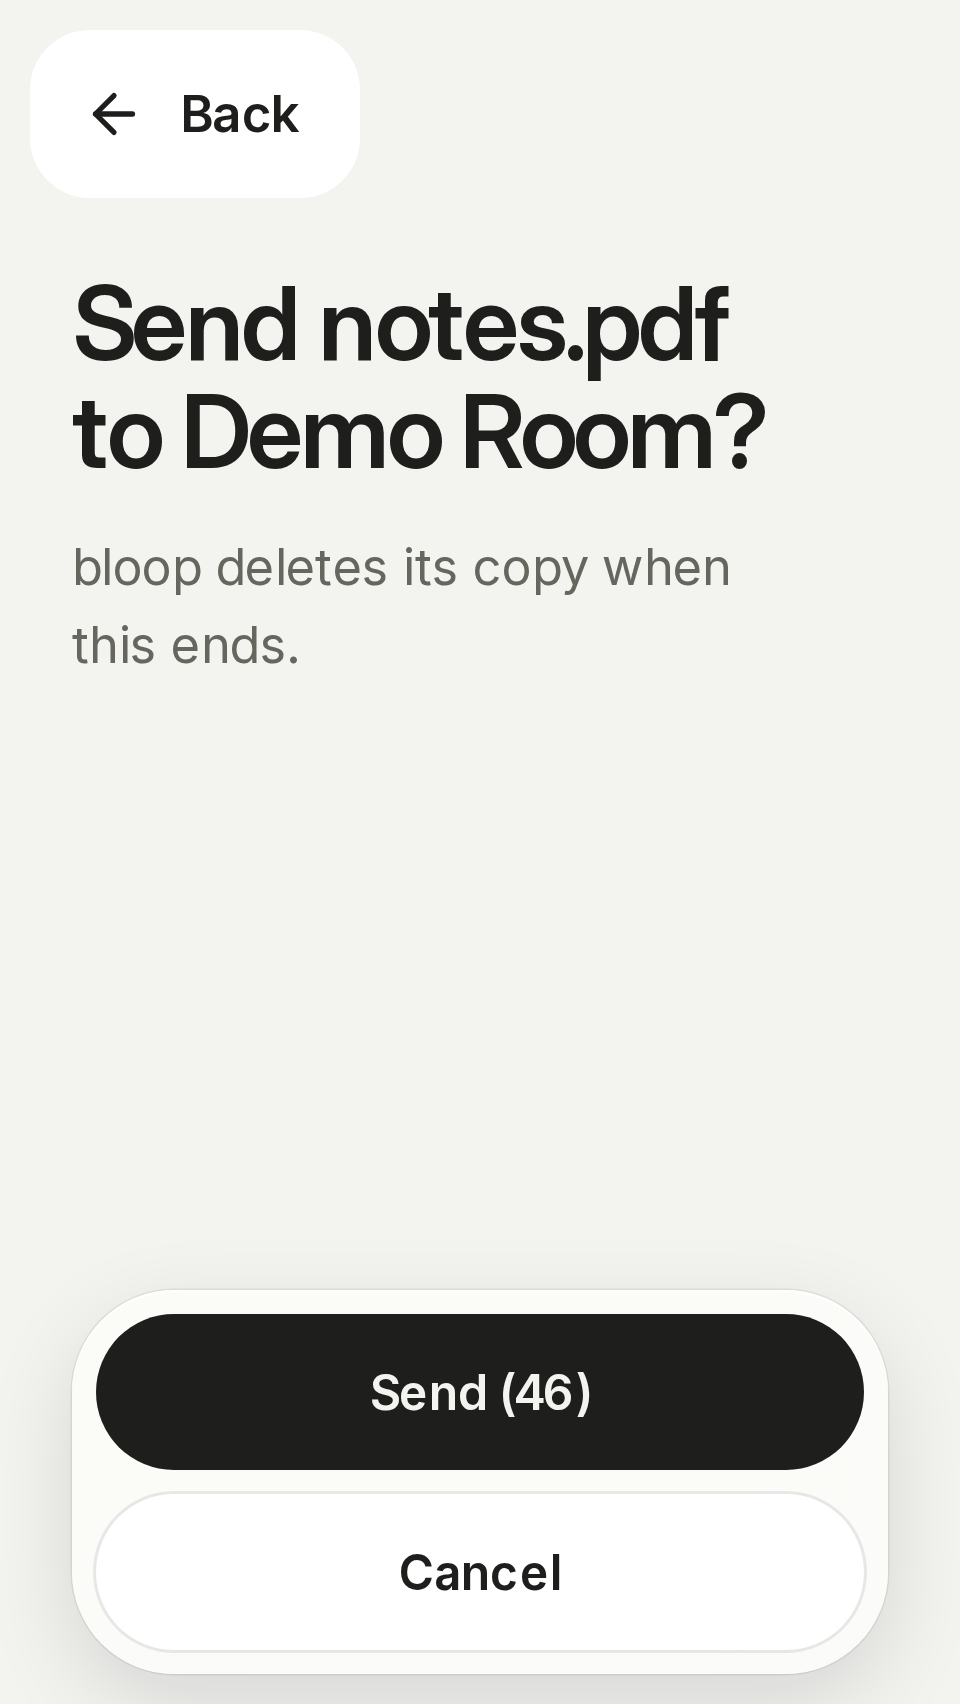 Back
Send notes.pdf
to Demo Room?
bloop deletes its copy when
this ends.
Send (46)
Cancel